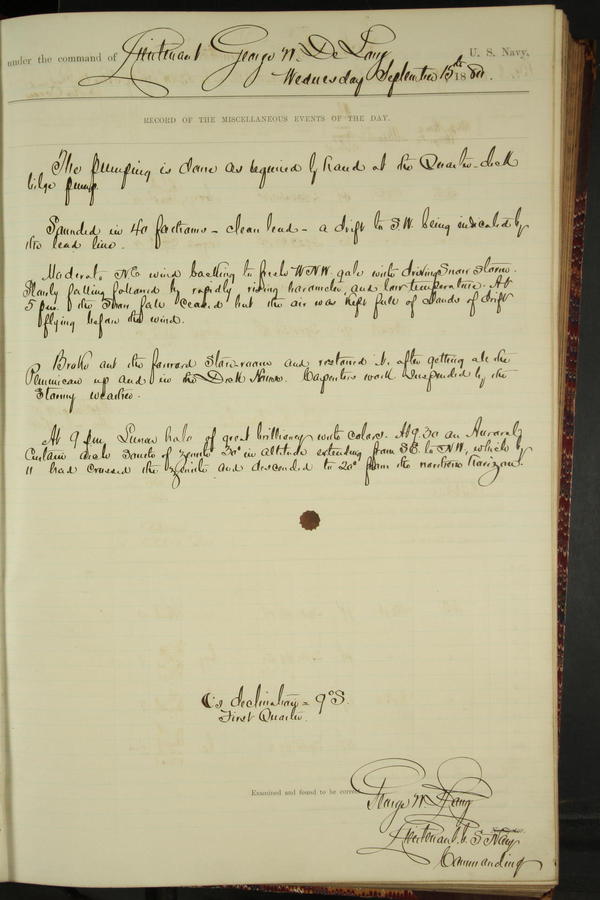 under the command of Lieutenant George W. De Long U. S. Navy,
Wednesday September 15th 1880.
RECORD OF THE MISCELLANEOUS EVENTS OF THE DAY.
The pumping is done as required by hand at the Quarter-deck
bilge pump.
Sounded in 40 fathoms - clean lead - a drift to S.W. being indicated by
the lead line.
Moderate N.E. wind backing to fresh WNW. gale with driving Snow Storm.
falling followed by rapidly rising barometer, and low temperature. At
5 p.m. the Snow fall ceased but the air was kept full of clouds of drift
flying before the wind.
Broke out the forward Store-room and restowed it after getting all the
Pemmican up and in the Deck House. Carpenters work suspended by the
Stormy weather.
At 9 p.m. Lunar halo of great brilliancy with colors. At 9.30 an Auroral
Curtain arch South of zenith 30° in altitude extending from SE. to NW., which by
11 had crossed the zenith and descended to 20° from the northern horizon.
☾'s declination = 9° S.
First Quarter.
Examined and found to be correct
George W. De Long
Lieutenant U. S. Navy
Commanding